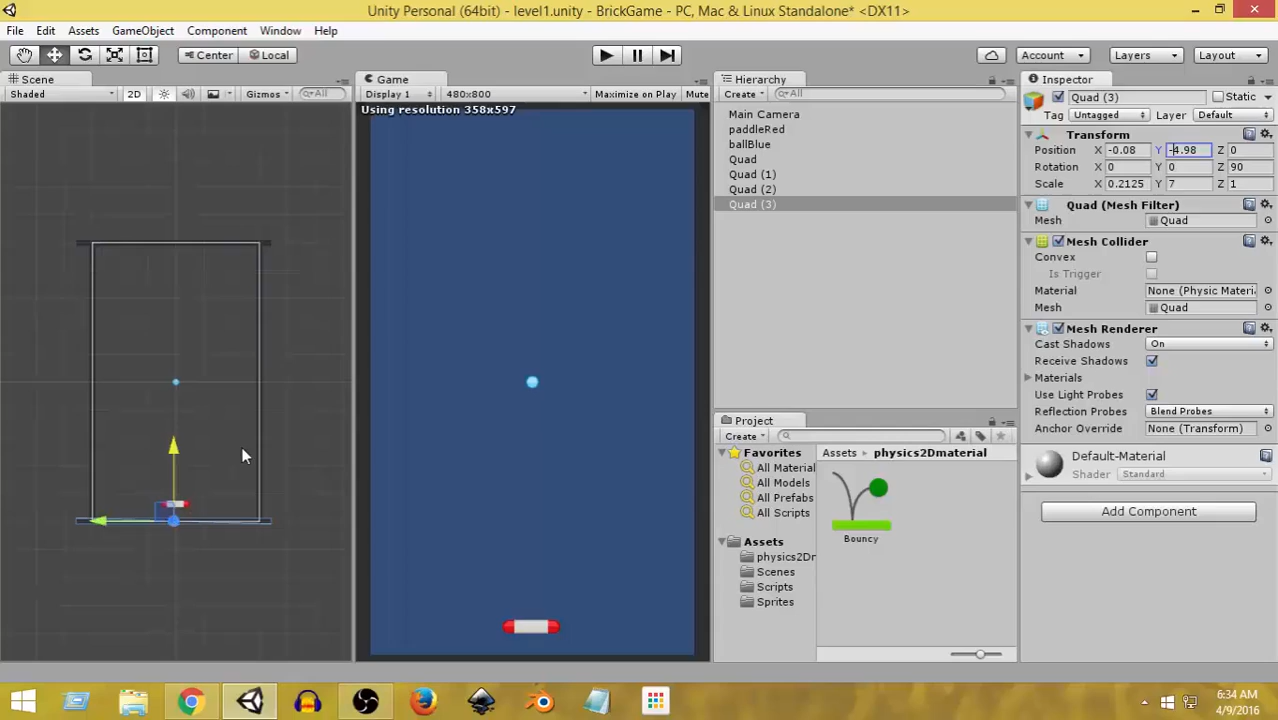 Unity Personal (64bit) - level1.unity - BrickGame - PC, Mac & Linux Standalone* <DX11>
File Edit Assets GameObject Component Window Help
Center Local Account Layers Layout
Scene
Shaded 2D Gizmos All
Game
Display 1 480x800 Maximize on Play Mute
Using resolution 358x597
Hierarchy
Create All
Main Camera
paddleRed
ballBlue
Quad
Quad (1)
Quad (2)
Quad (3)
Project
Create
Favorites
All Material
All Models
All Prefabs
All Scripts
Assets
physics2Dr
Scenes
Scripts
Sprites
Assets physics2Dmaterial
Bouncy
Inspector
Quad (3) Static
Tag Untagged Layer Default
Transform
Position X -0.08 Y -4.98 Z 0
Rotation X 0 Y 0 Z 90
Scale X 0.2125 Y 7 Z 1
Quad (Mesh Filter)
Mesh Quad
Mesh Collider
Convex
Is Trigger
Material None (Physic Materi
Mesh Quad
Mesh Renderer
Cast Shadows On
Receive Shadows
Materials
Use Light Probes
Reflection Probes Blend Probes
Anchor Override None (Transform)
Default-Material
Shader Standard
Add Component
6:34 AM
4/9/2016